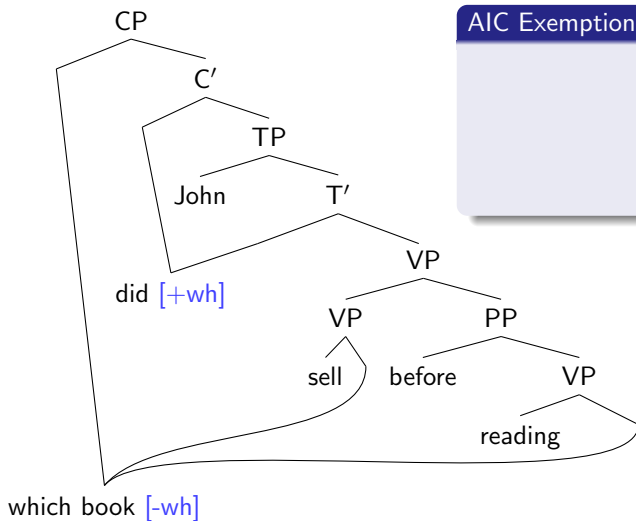 CP
AIC Exemption
C′
TP
John
T′
did [+wh]
VP
VP
PP
sell
before
VP
reading
which book [-wh]